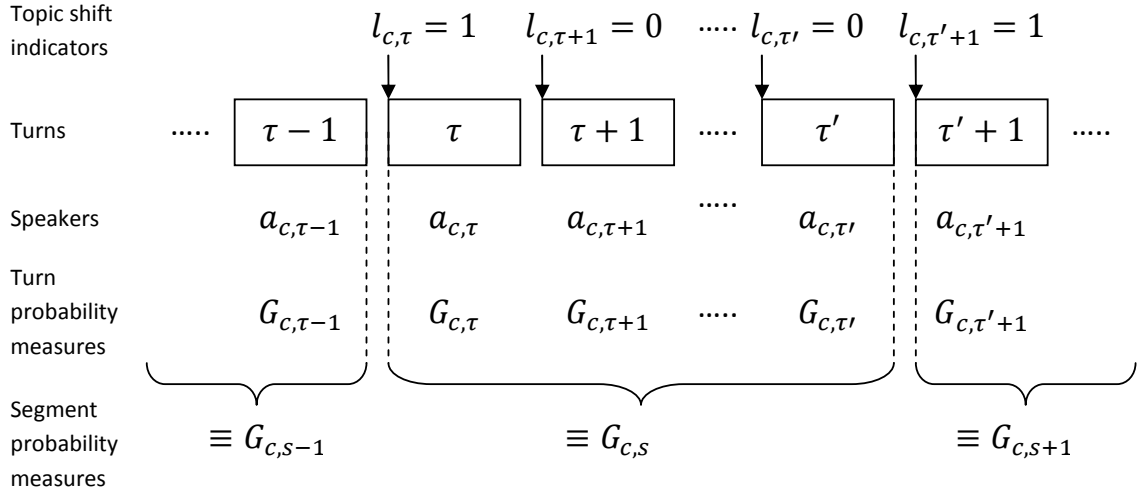 Topic shift
indicators
l_{c,τ} = 1 l_{c,τ+1} = 0 ····· l_{c,τ′} = 0 l_{c,τ′+1} = 1
Turns ····· τ − 1 τ τ + 1 ····· τ′ τ′ + 1 ·····
Speakers a_{c,τ−1} a_{c,τ} a_{c,τ+1} ····· a_{c,τ′} a_{c,τ′+1}
Turn
probability
measures
G_{c,τ−1} G_{c,τ} G_{c,τ+1} ····· G_{c,τ′} G_{c,τ′+1}
Segment
probability
measures
≡ G_{c,s−1} ≡ G_{c,s} ≡ G_{c,s+1}